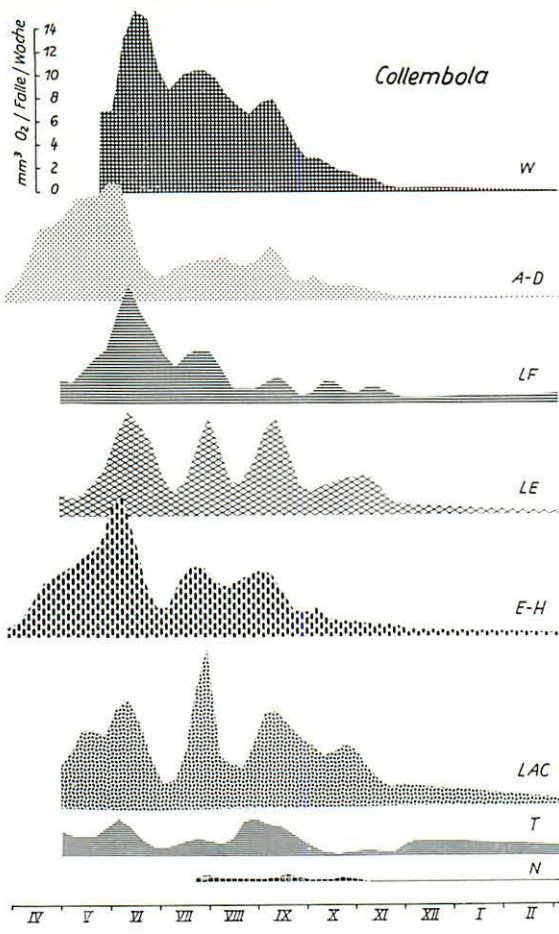 14
12
10
8
6
4
2
0
mm³ O₂ / Falle / Woche
Collembola
W
A-D
LF
LE
E-H
LAC
T
N
IV V VI VII VIII IX X XI XII I II